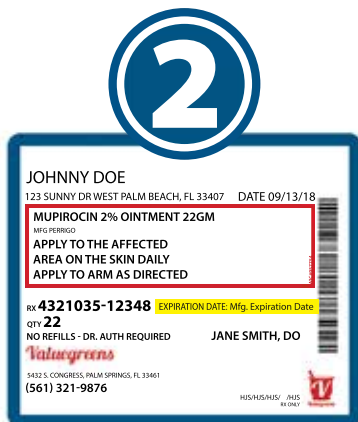 2
JOHNNY DOE
123 SUNNY DR WEST PALM BEACH, FL 33407 DATE 09/13/18
MUPIROCIN 2% OINTMENT 22GM
MFG PERRIGO
APPLY TO THE AFFECTED
AREA ON THE SKIN DAILY
APPLY TO ARM AS DIRECTED
RX 4321035-12348 EXPIRATION DATE: Mfg. Expiration Date
QTY 22
NO REFILLS - DR. AUTH REQUIRED JANE SMITH, DO
Valuegreens
5432 S. CONGRESS, PALM SPRINGS, FL 33461
(561) 321-9876
HJS/HJS/HJS/ /HJS
RX ONLY
V
Valuegreens